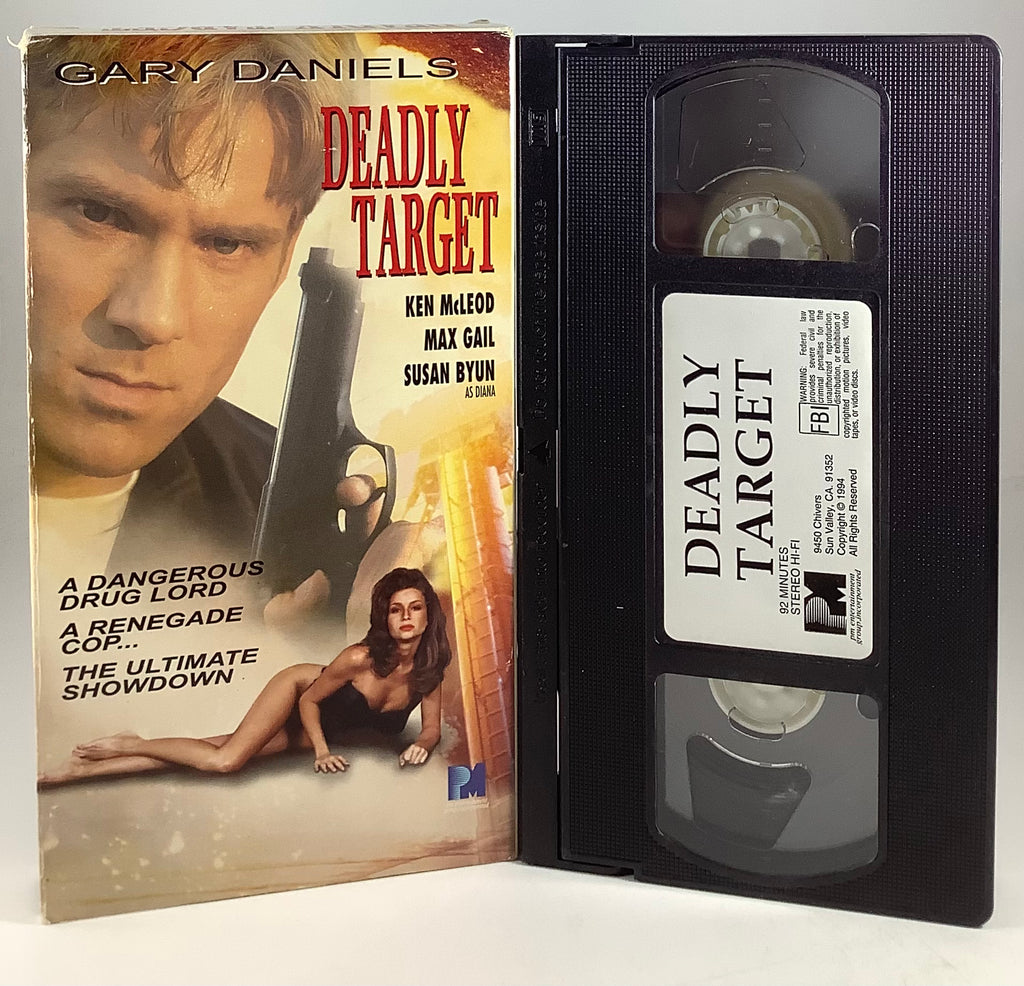 GARY DANIELS
DEADLY
TARGET
KEN McLEOD
MAX GAIL
SUSAN BYUN
AS DIANA
A DANGEROUS
DRUG LORD
A RENEGADE
COP...
THE ULTIMATE
SHOWDOWN
PM
DEADLY
TARGET
92 MINUTES
STEREO HI-FI
PM
pm entertainment
group,incorporated
9450 Chivers
Sun Valley, CA. 91352
Copyright © 1994
All Rights Reserved
FBI
WARNING: Federal law
provides severe civil and
criminal penalties for the
unauthorized reproduction,
distribution, or exhibition of
copyrighted motion pictures, video
tapes, or video discs.